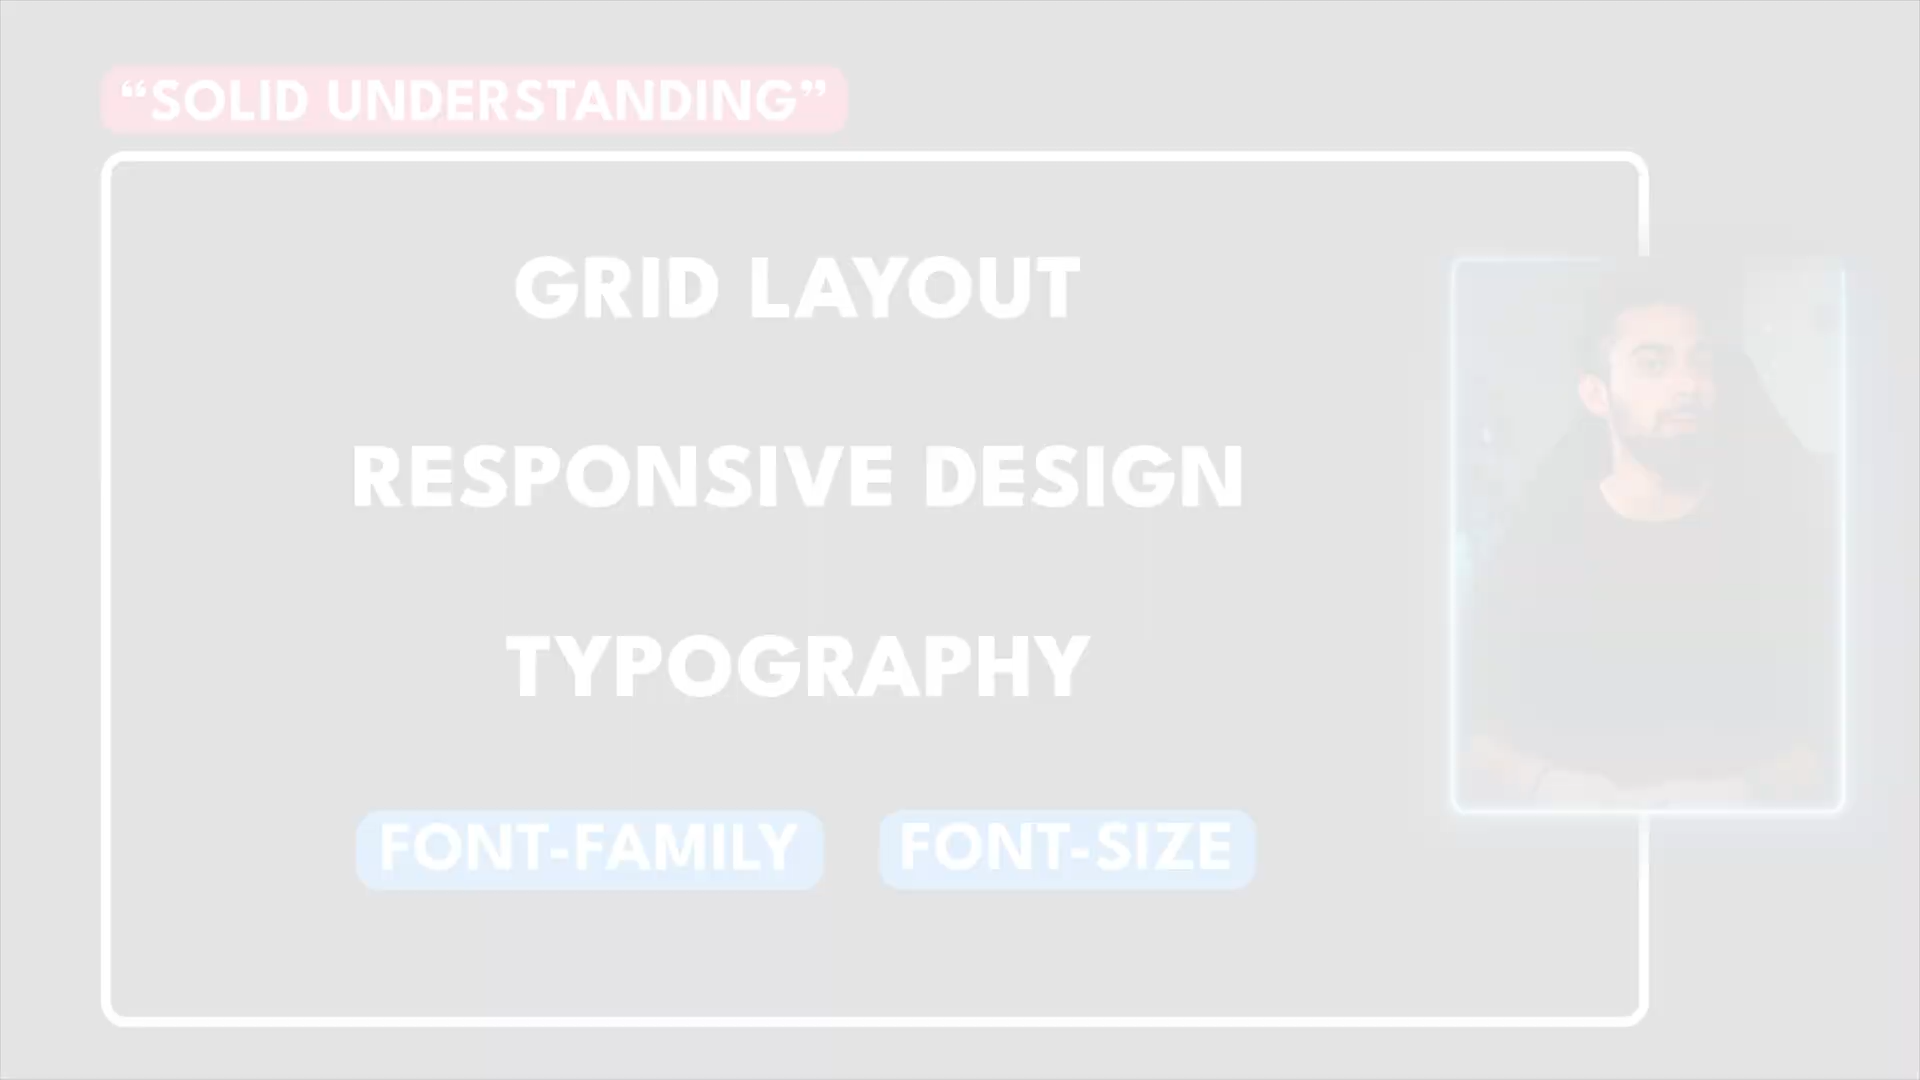 “SOLID UNDERSTANDING”
GRID LAYOUT
RESPONSIVE DESIGN
TYPOGRAPHY
FONT-FAMILY FONT-SIZE